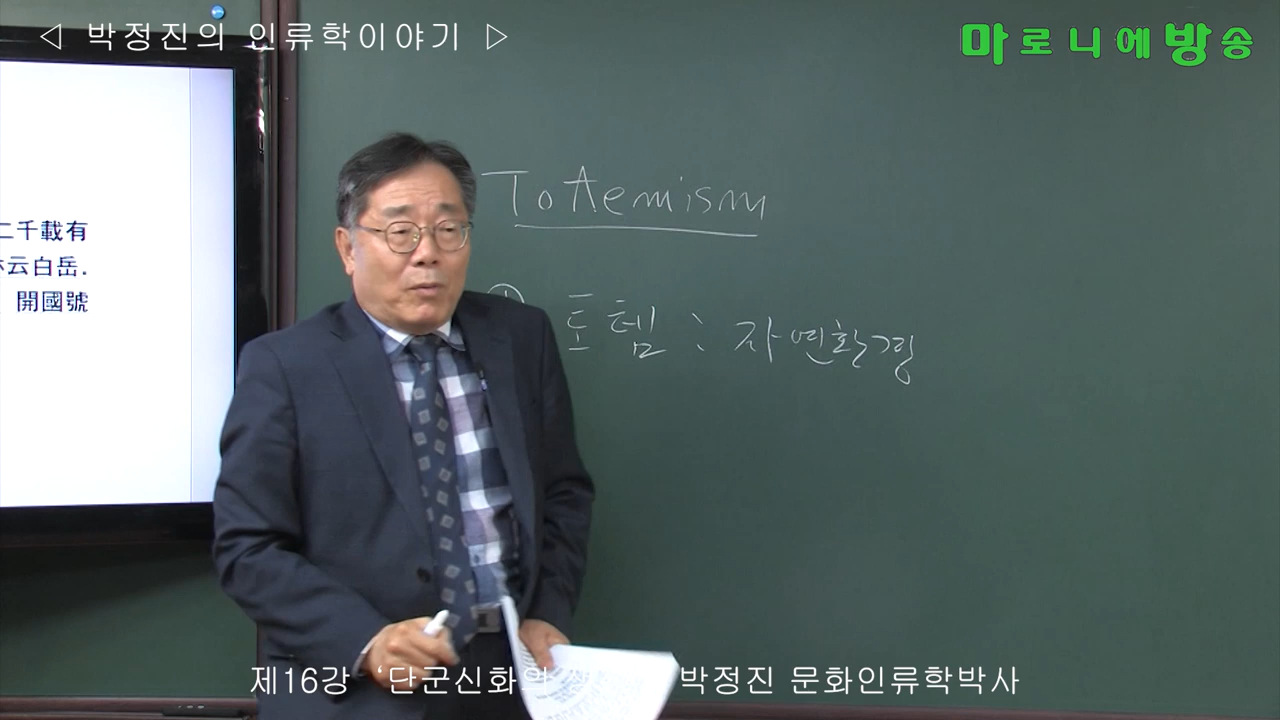 ◁ 박정진의 인류학이야기 ▷
마로니에방송
二千載有
云白岳.
開國號
Totemism
① 토템 : 자연환경
제16강 ‘단군신화의 박정진 문화인류학박사